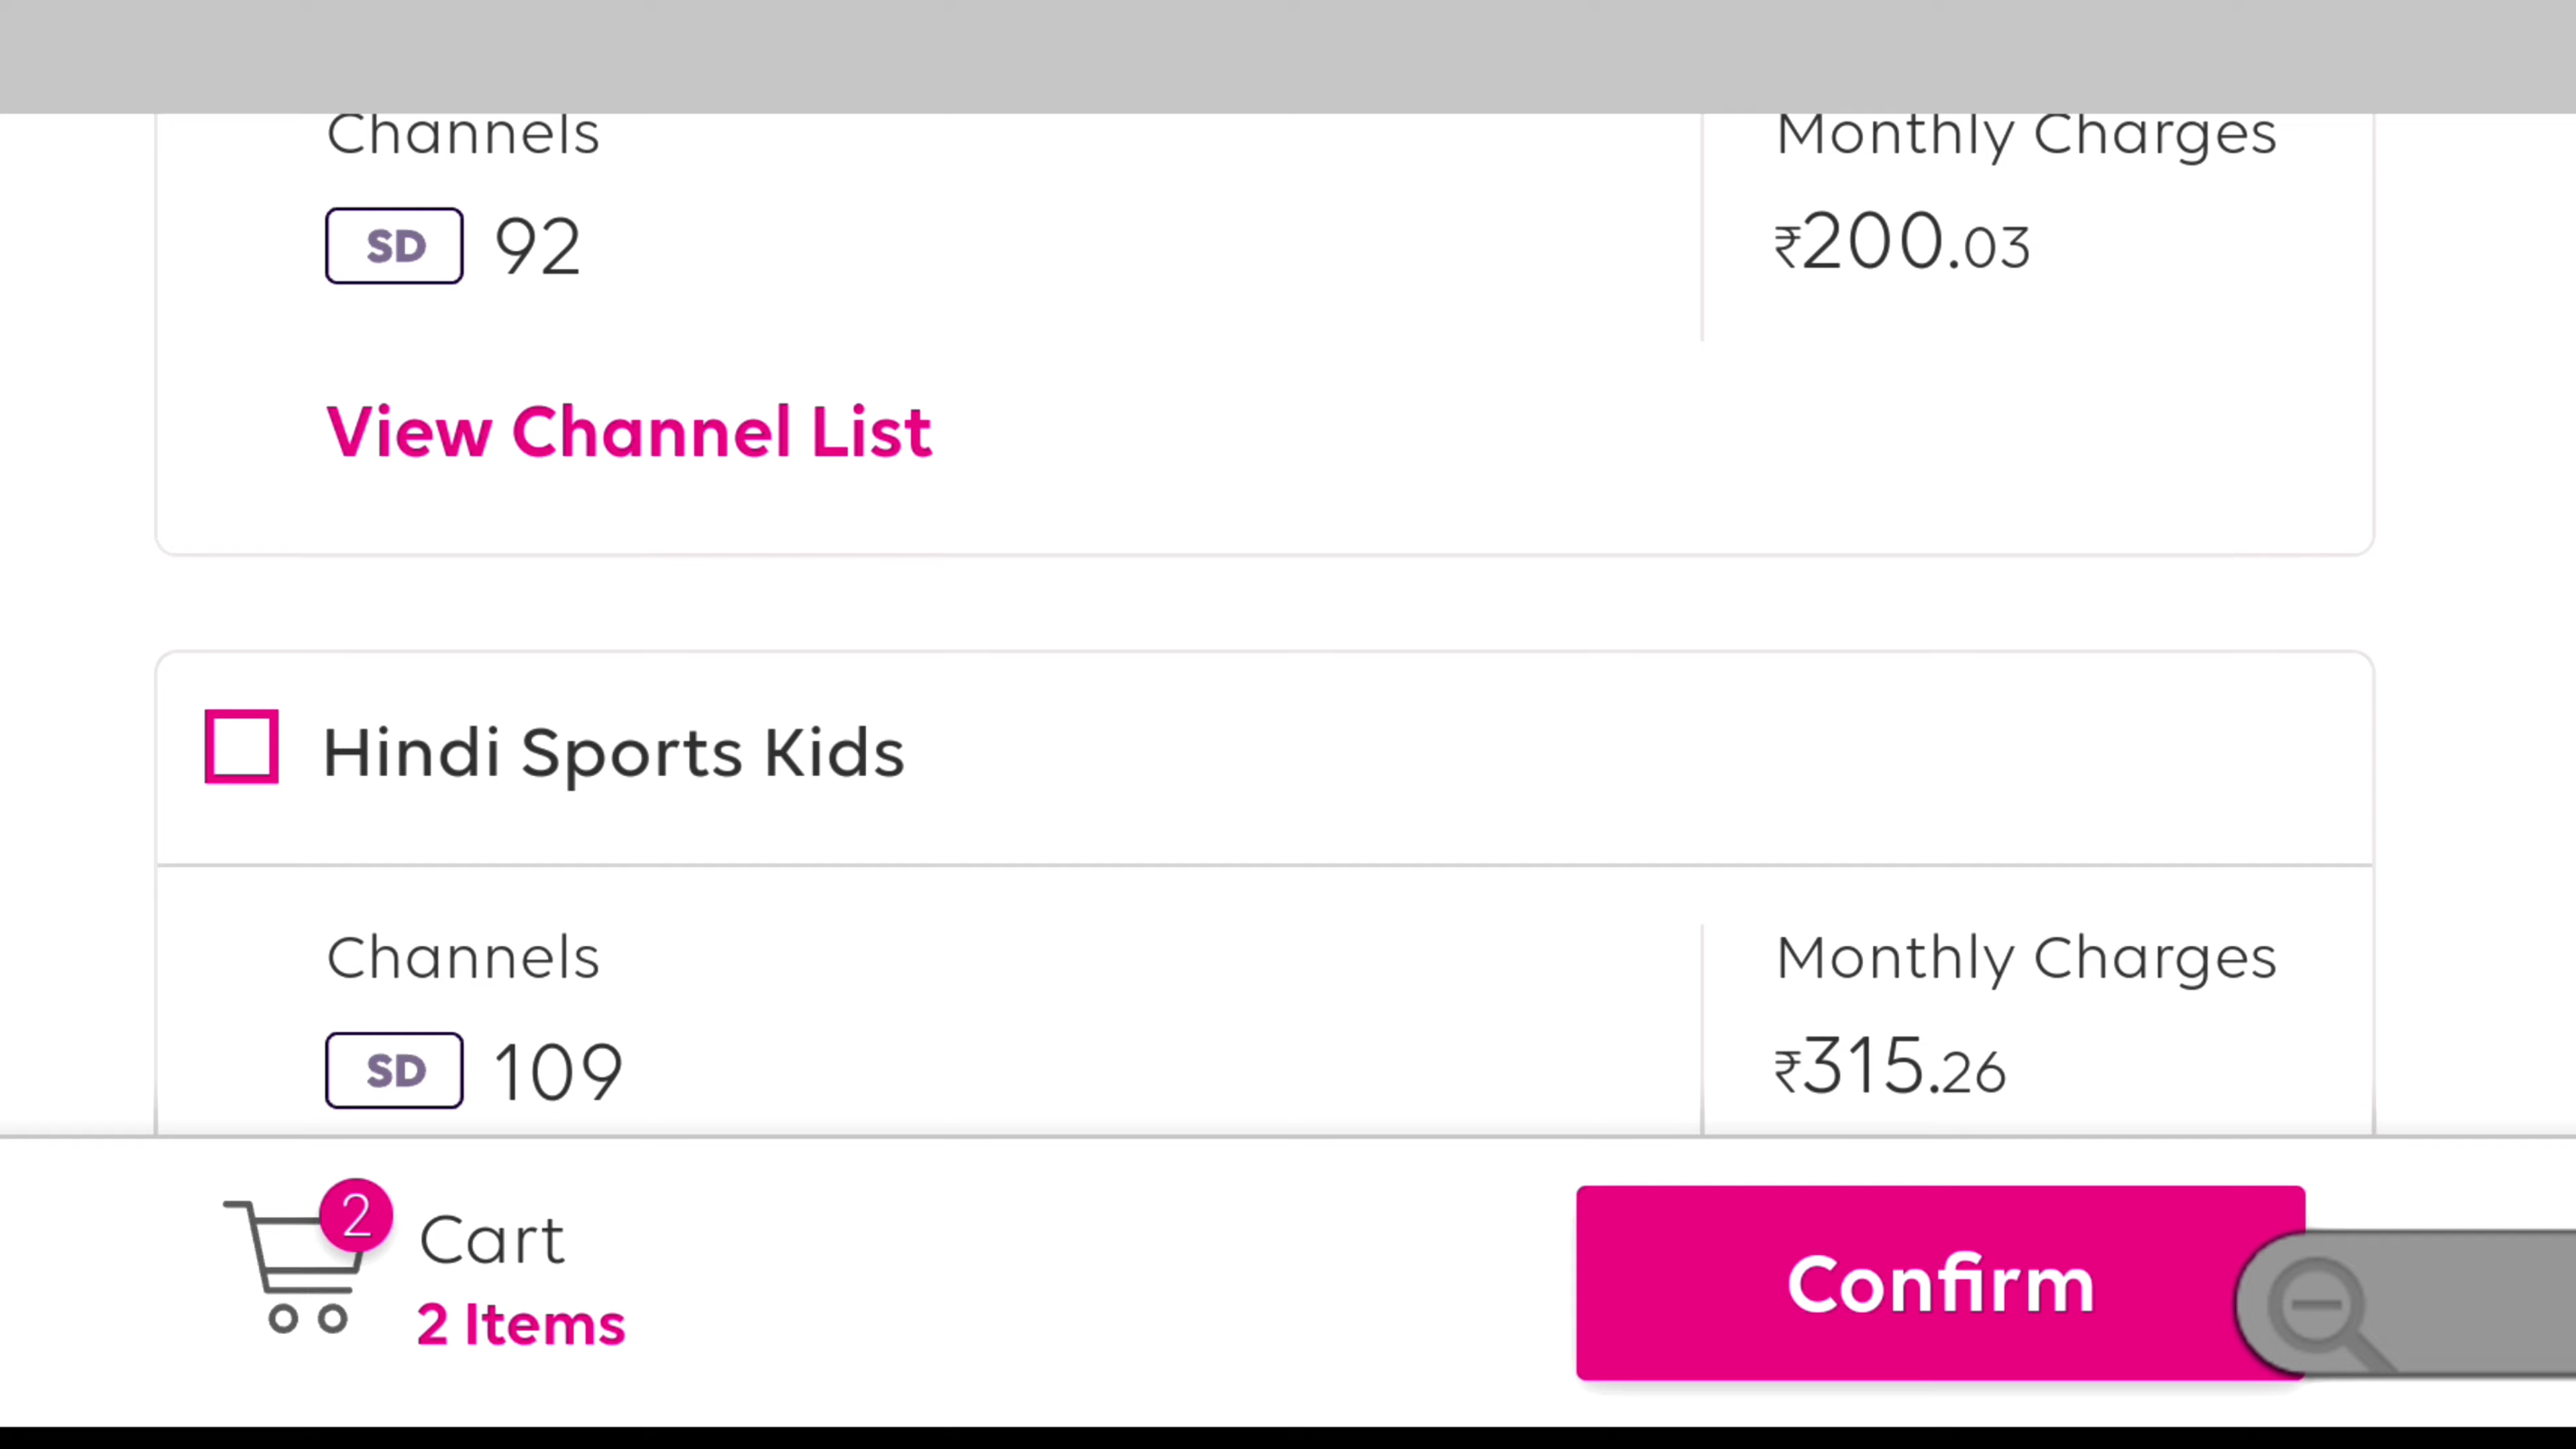 Channels
Monthly Charges
SD 92
₹200.03
View Channel List
Hindi Sports Kids
Channels
Monthly Charges
SD 109
₹315.26
2
Cart
2 Items
Confirm